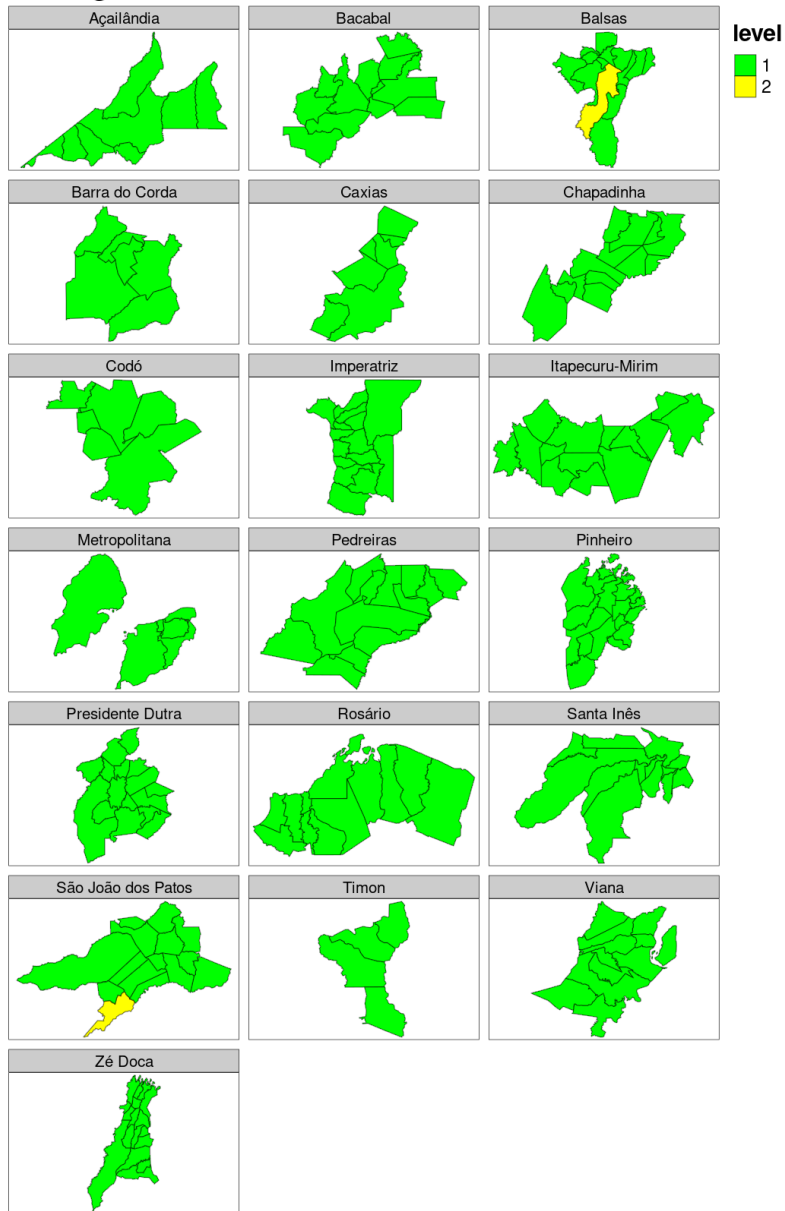 Açailândia
Bacabal
Balsas
level
1
2
Barra do Corda
Caxias
Chapadinha
Codó
Imperatriz
Itapecuru-Mirim
Metropolitana
Pedreiras
Pinheiro
Presidente Dutra
Rosário
Santa Inês
São João dos Patos
Timon
Viana
Zé Doca